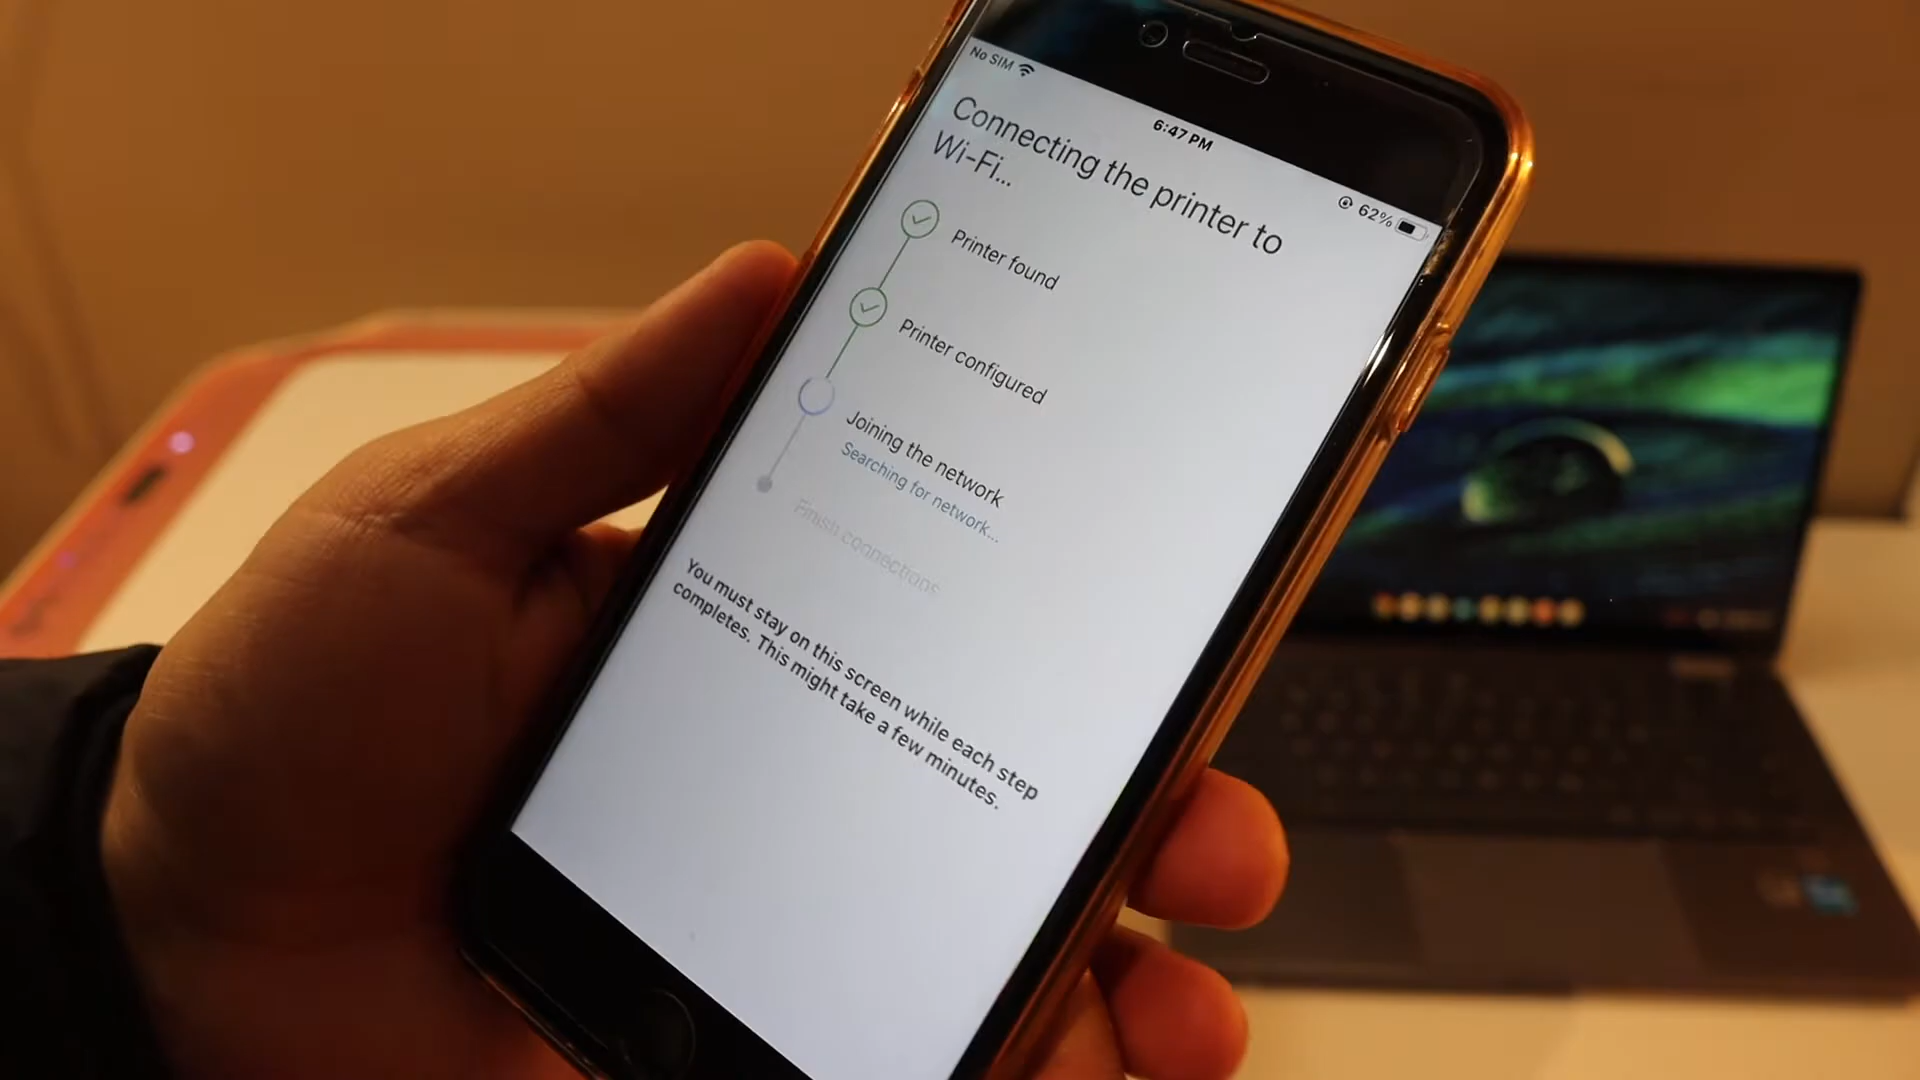 No SIM
6:47 PM
62%
Connecting the printer to
Wi-Fi...
Printer found
Printer configured
Joining the network
Searching for network...
Finish connections
You must stay on this screen while each step
completes. This might take a few minutes.